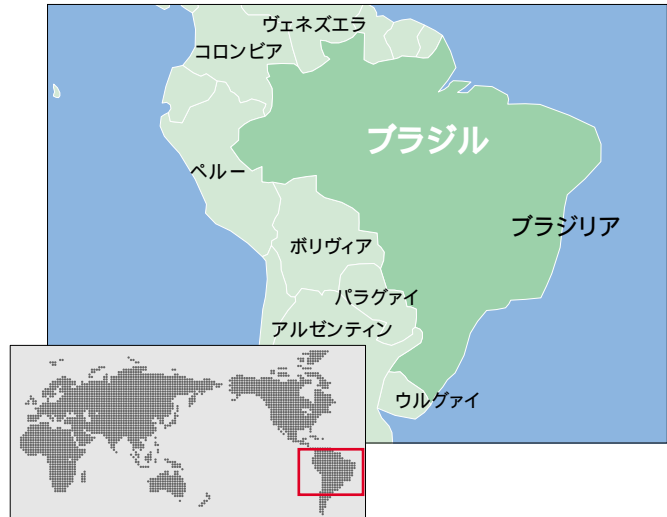 ヴェネズエラ
コロンビア
ブラジル
ペルー
ブラジリア
ボリヴィア
パラグァイ
アルゼンティン
ウルグァイ